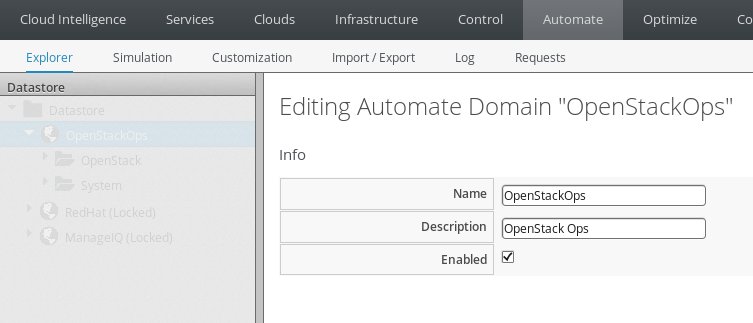 Cloud Intelligence Services Clouds Infrastructure Control Automate Optimize Co
Explorer Simulation Customization Import / Export Log Requests
Datastore
Datastore
OpenStackOps
OpenStack
System
RedHat (Locked)
ManageIQ (Locked)
Editing Automate Domain "OpenStackOps"
Info
Name OpenStackOps
Description OpenStack Ops
Enabled